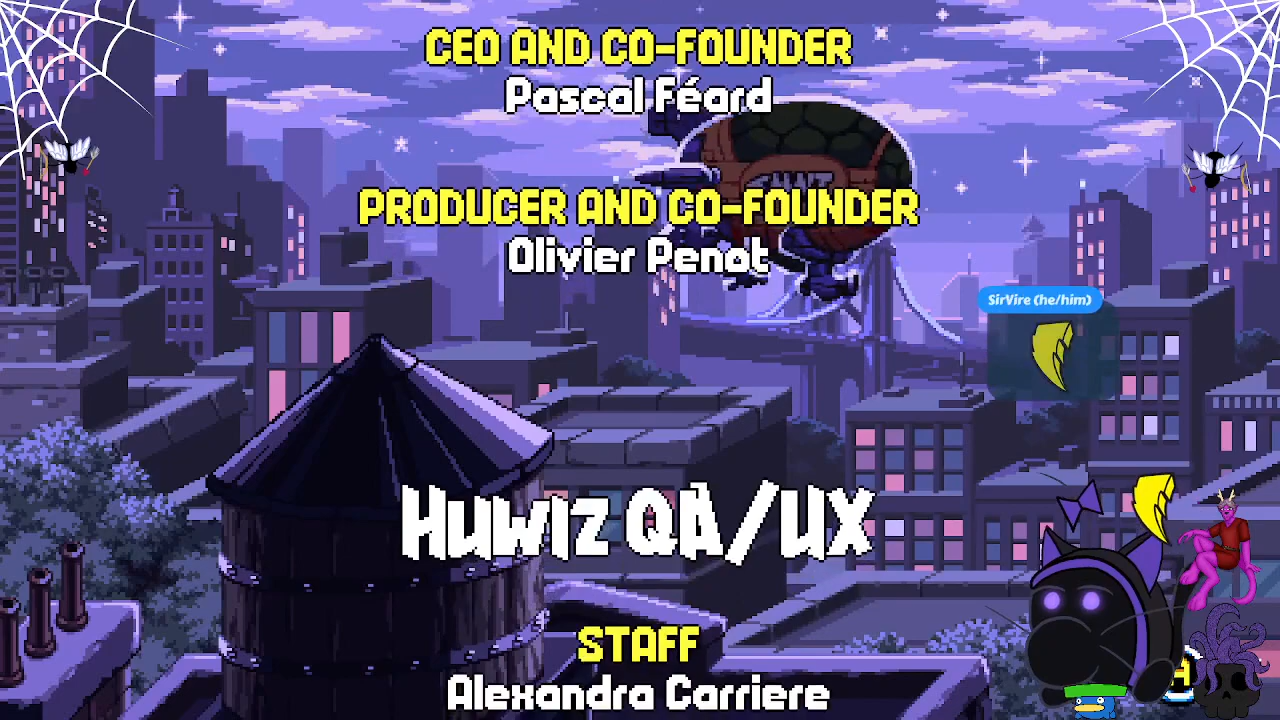 CEO AND CO-FOUNDER
Pascal Féard
PRODUCER AND CO-FOUNDER
Olivier Penot
SirVire (he/him)
HUWIZ QA/UX
STAFF
Alexandra Carriere